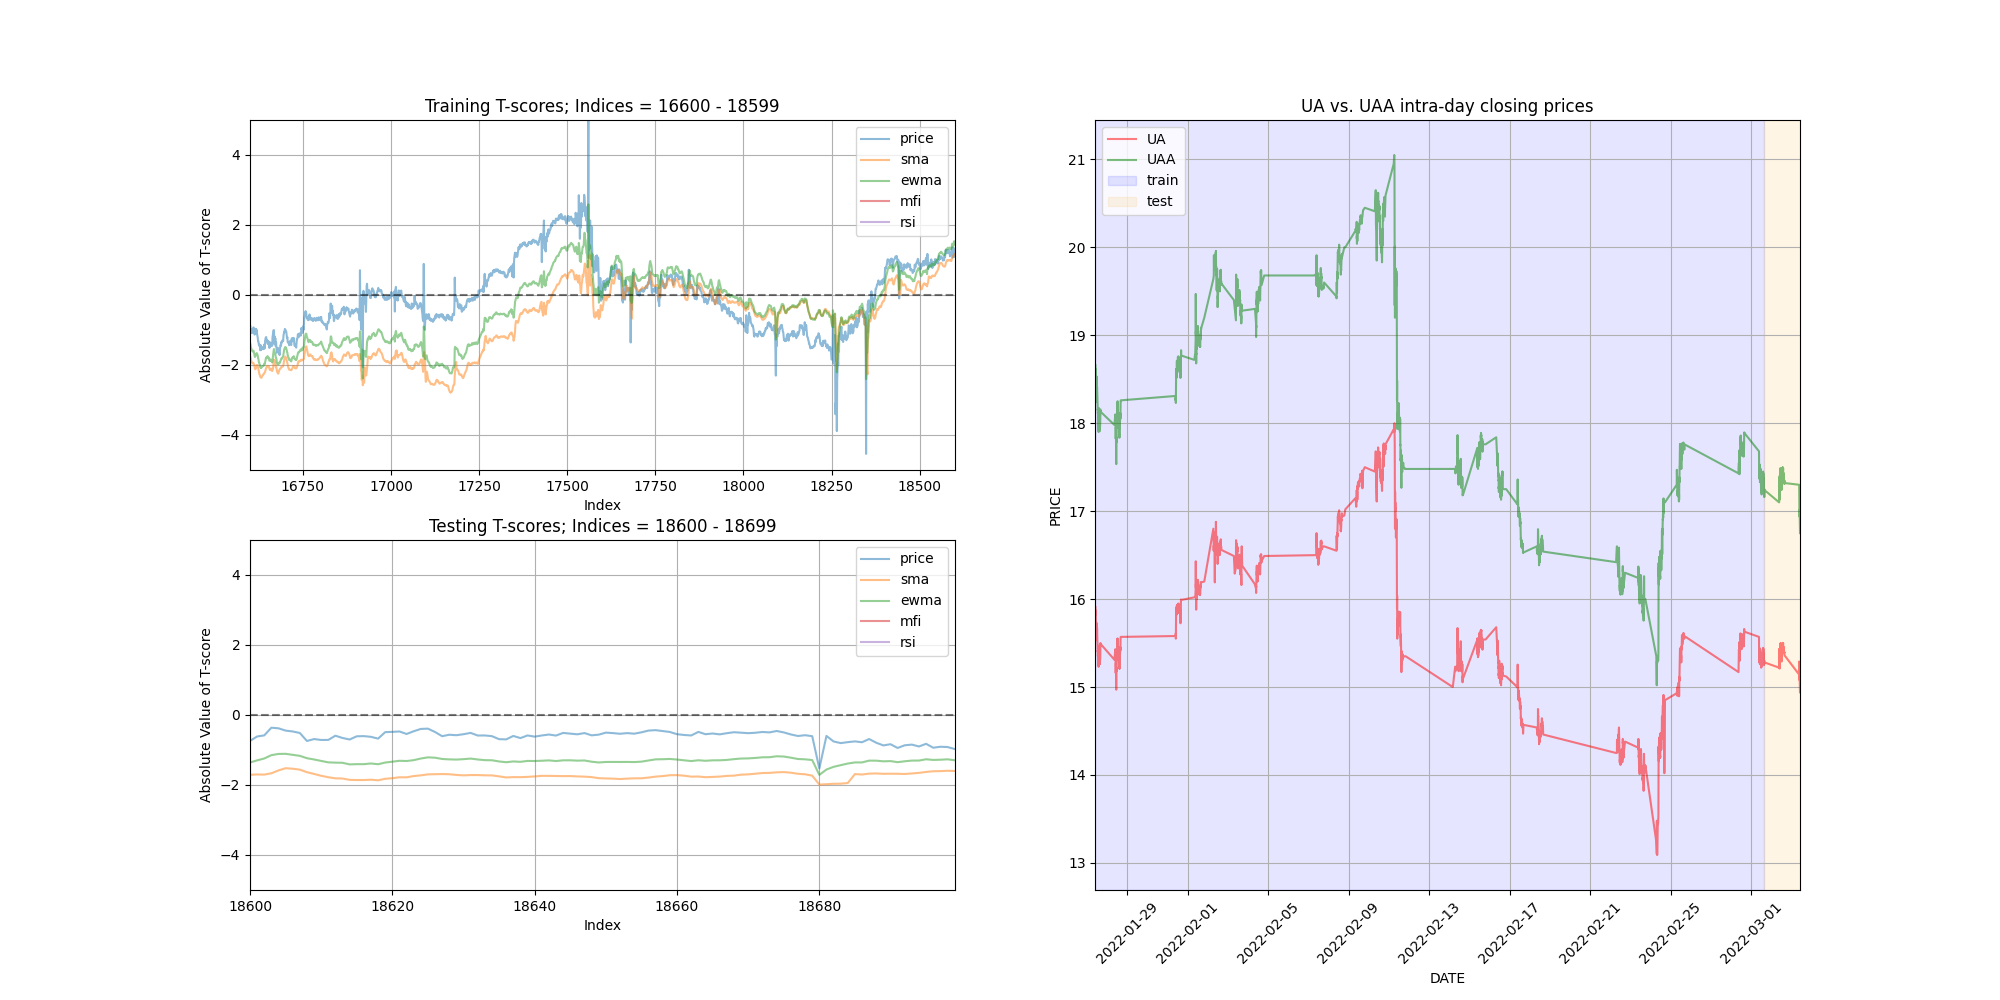 Training T-scores; Indices = 16600 - 18599
Absolute Value of T-score
4
2
0
−2
−4
price
sma
ewma
mfi
rsi
16750 17000 17250 17500 17750 18000 18250 18500
Index
Testing T-scores; Indices = 18600 - 18699
Absolute Value of T-score
4
2
0
−2
−4
price
sma
ewma
mfi
rsi
18600 18620 18640 18660 18680
Index
UA vs. UAA intra-day closing prices
PRICE
21
20
19
18
17
16
15
14
13
UA
UAA
train
test
2022-01-29 2022-02-01 2022-02-05 2022-02-09 2022-02-13 2022-02-17 2022-02-21 2022-02-25 2022-03-01
DATE